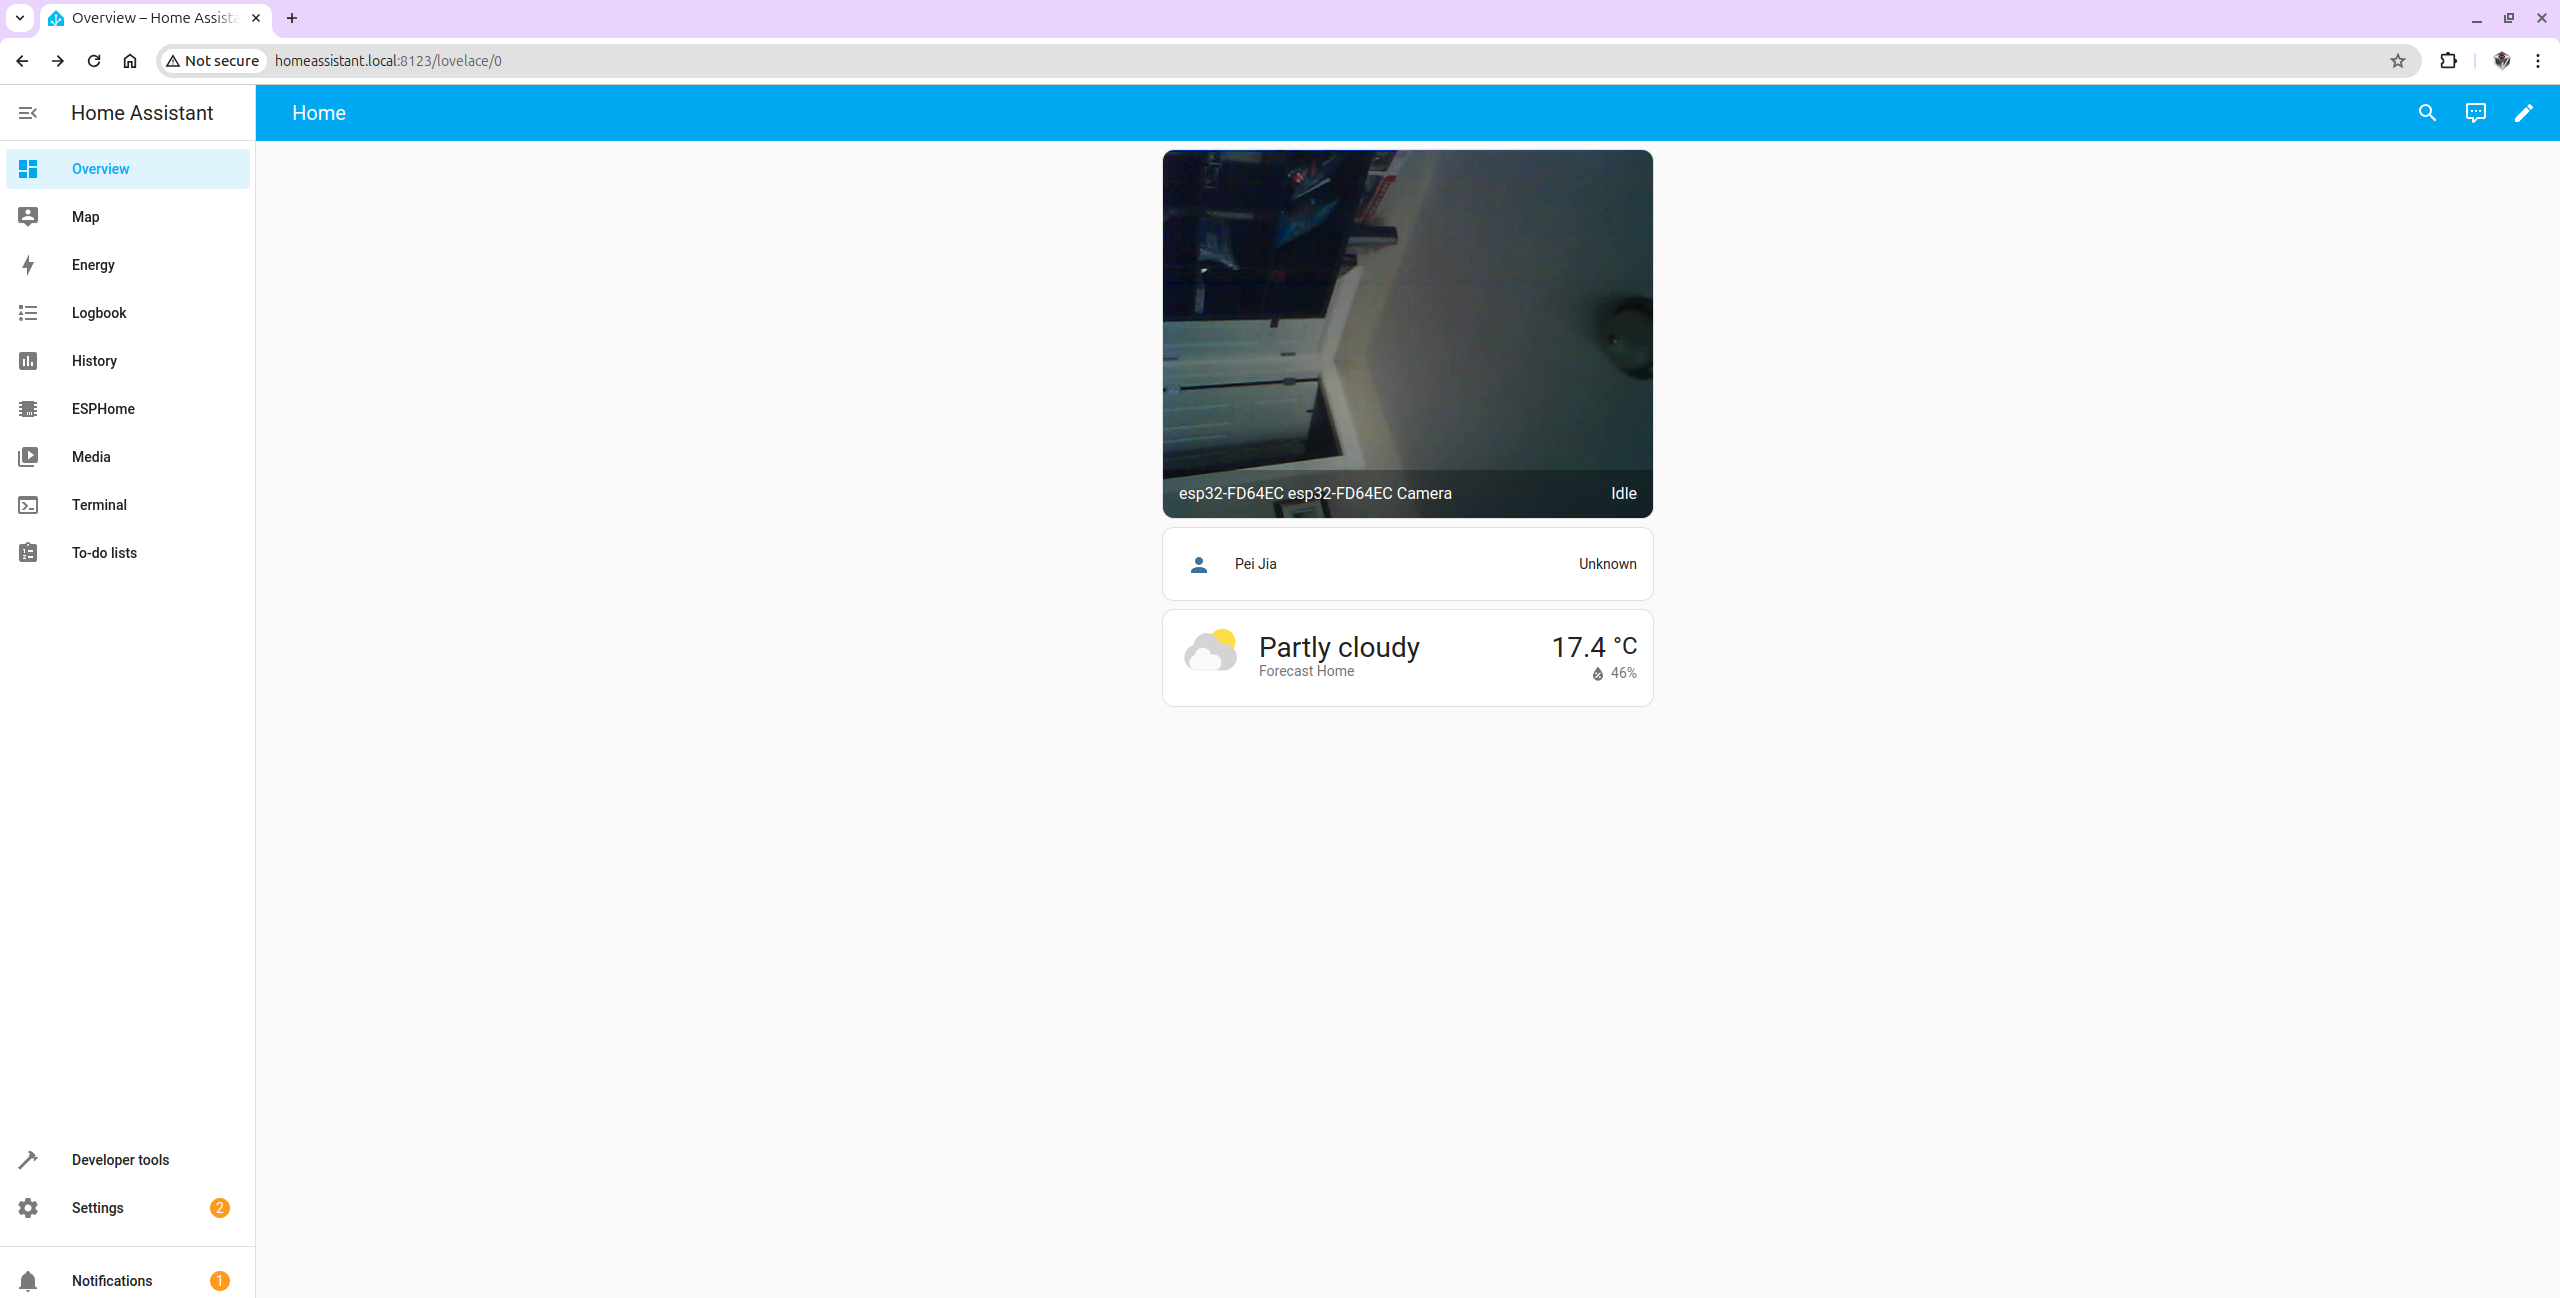 Overview – Home Assista
Not secure
homeassistant.local:8123/lovelace/0
Home Assistant
Home
Overview
Map
Energy
Logbook
History
ESPHome
Media
Terminal
To-do lists
Developer tools
Settings
2
Notifications
1
esp32-FD64EC esp32-FD64EC Camera
Idle
Pei Jia
Unknown
Partly cloudy
17.4 °C
Forecast Home
46%